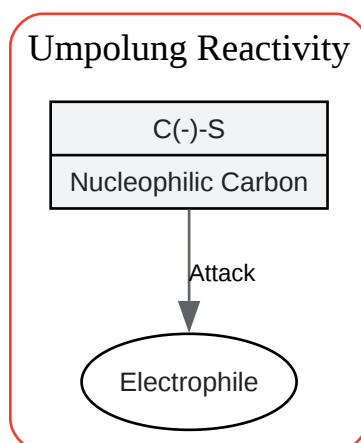 Umpolung Reactivity
C(-)-S
Nucleophilic Carbon
Attack
Electrophile